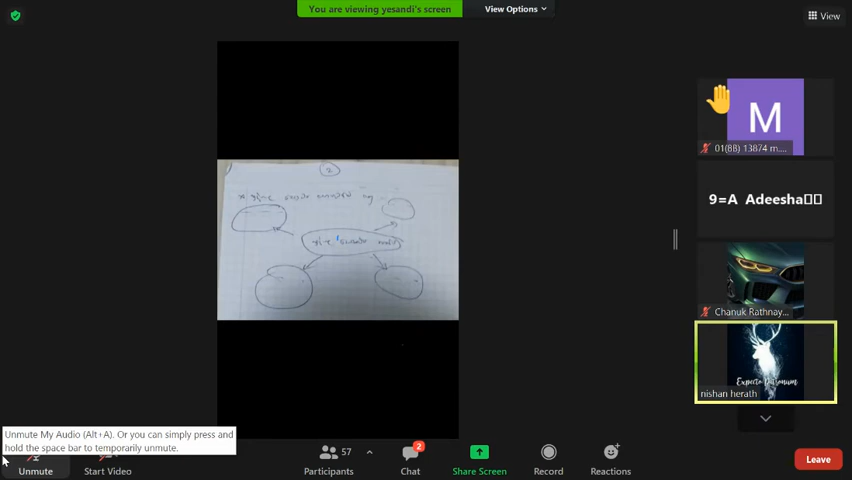 You are viewing yesandi's screen
View Options
View
2
01(8B) 13874 m....
9=A Adeesha
Chanuk Rathnay...
Expecto Patronum
nishan herath
Unmute My Audio (Alt+A). Or you can simply press and
hold the space bar to temporarily unmute.
Unmute
Start Video
57
Participants
2
Chat
Share Screen
Record
Reactions
Leave